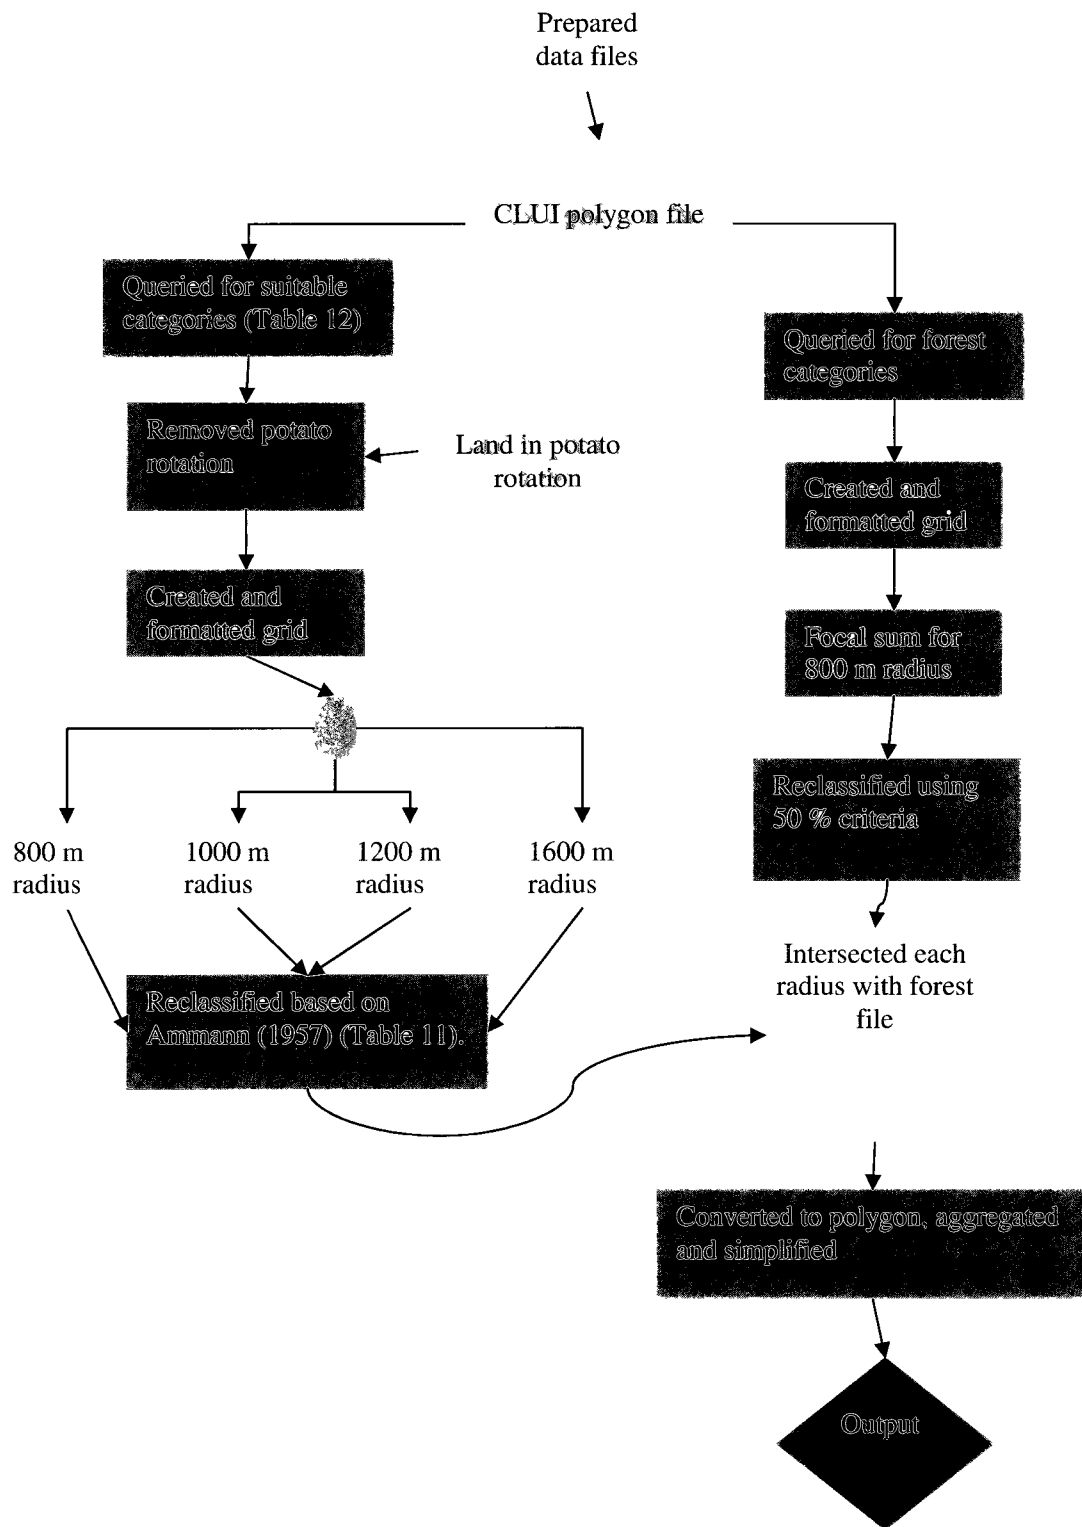 Prepared
data files
CLUI polygon file
Queried for suitable
categories (Table 12)
Queried for forest
categories
Removed potato
rotation
Land in potato
rotation
Created and
formatted grid
Created and
formatted grid
Focal sum for
800 m radius
Reclassified using
50 % criteria
800 m
radius
1000 m
radius
1200 m
radius
1600 m
radius
Intersected each
radius with forest
file
Reclassified based on
Ammann (1957) (Table 11).
Converted to polygon, aggregated
and simplified
Output